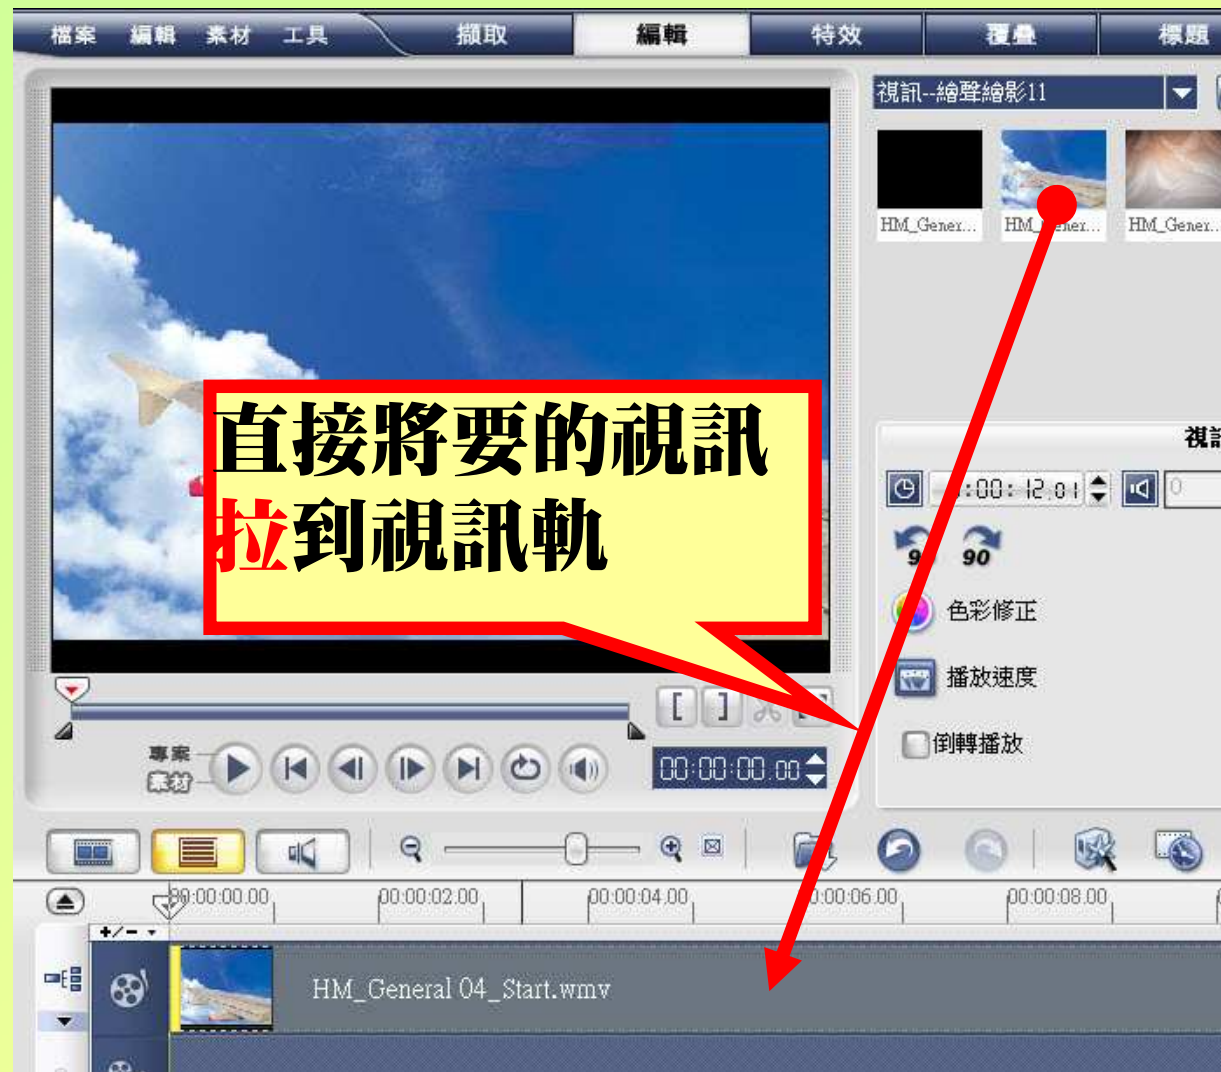 檔案 編輯 素材 工具 擷取 編輯 特效 覆疊 標題
視訊--繪聲繪影11
HM_Gener... HM_Gener... HM_Gener...
直接將要的視訊
拉到視訊軌
:00:12.01 0
90
色彩修正
播放速度
倒轉播放
[ ]
專案
素材
00:00:00.00
00:00:00.00 00:00:02.00 00:00:04.00 00:00:06.00 00:00:08.00
+/-
HM_General 04_Start.wmv